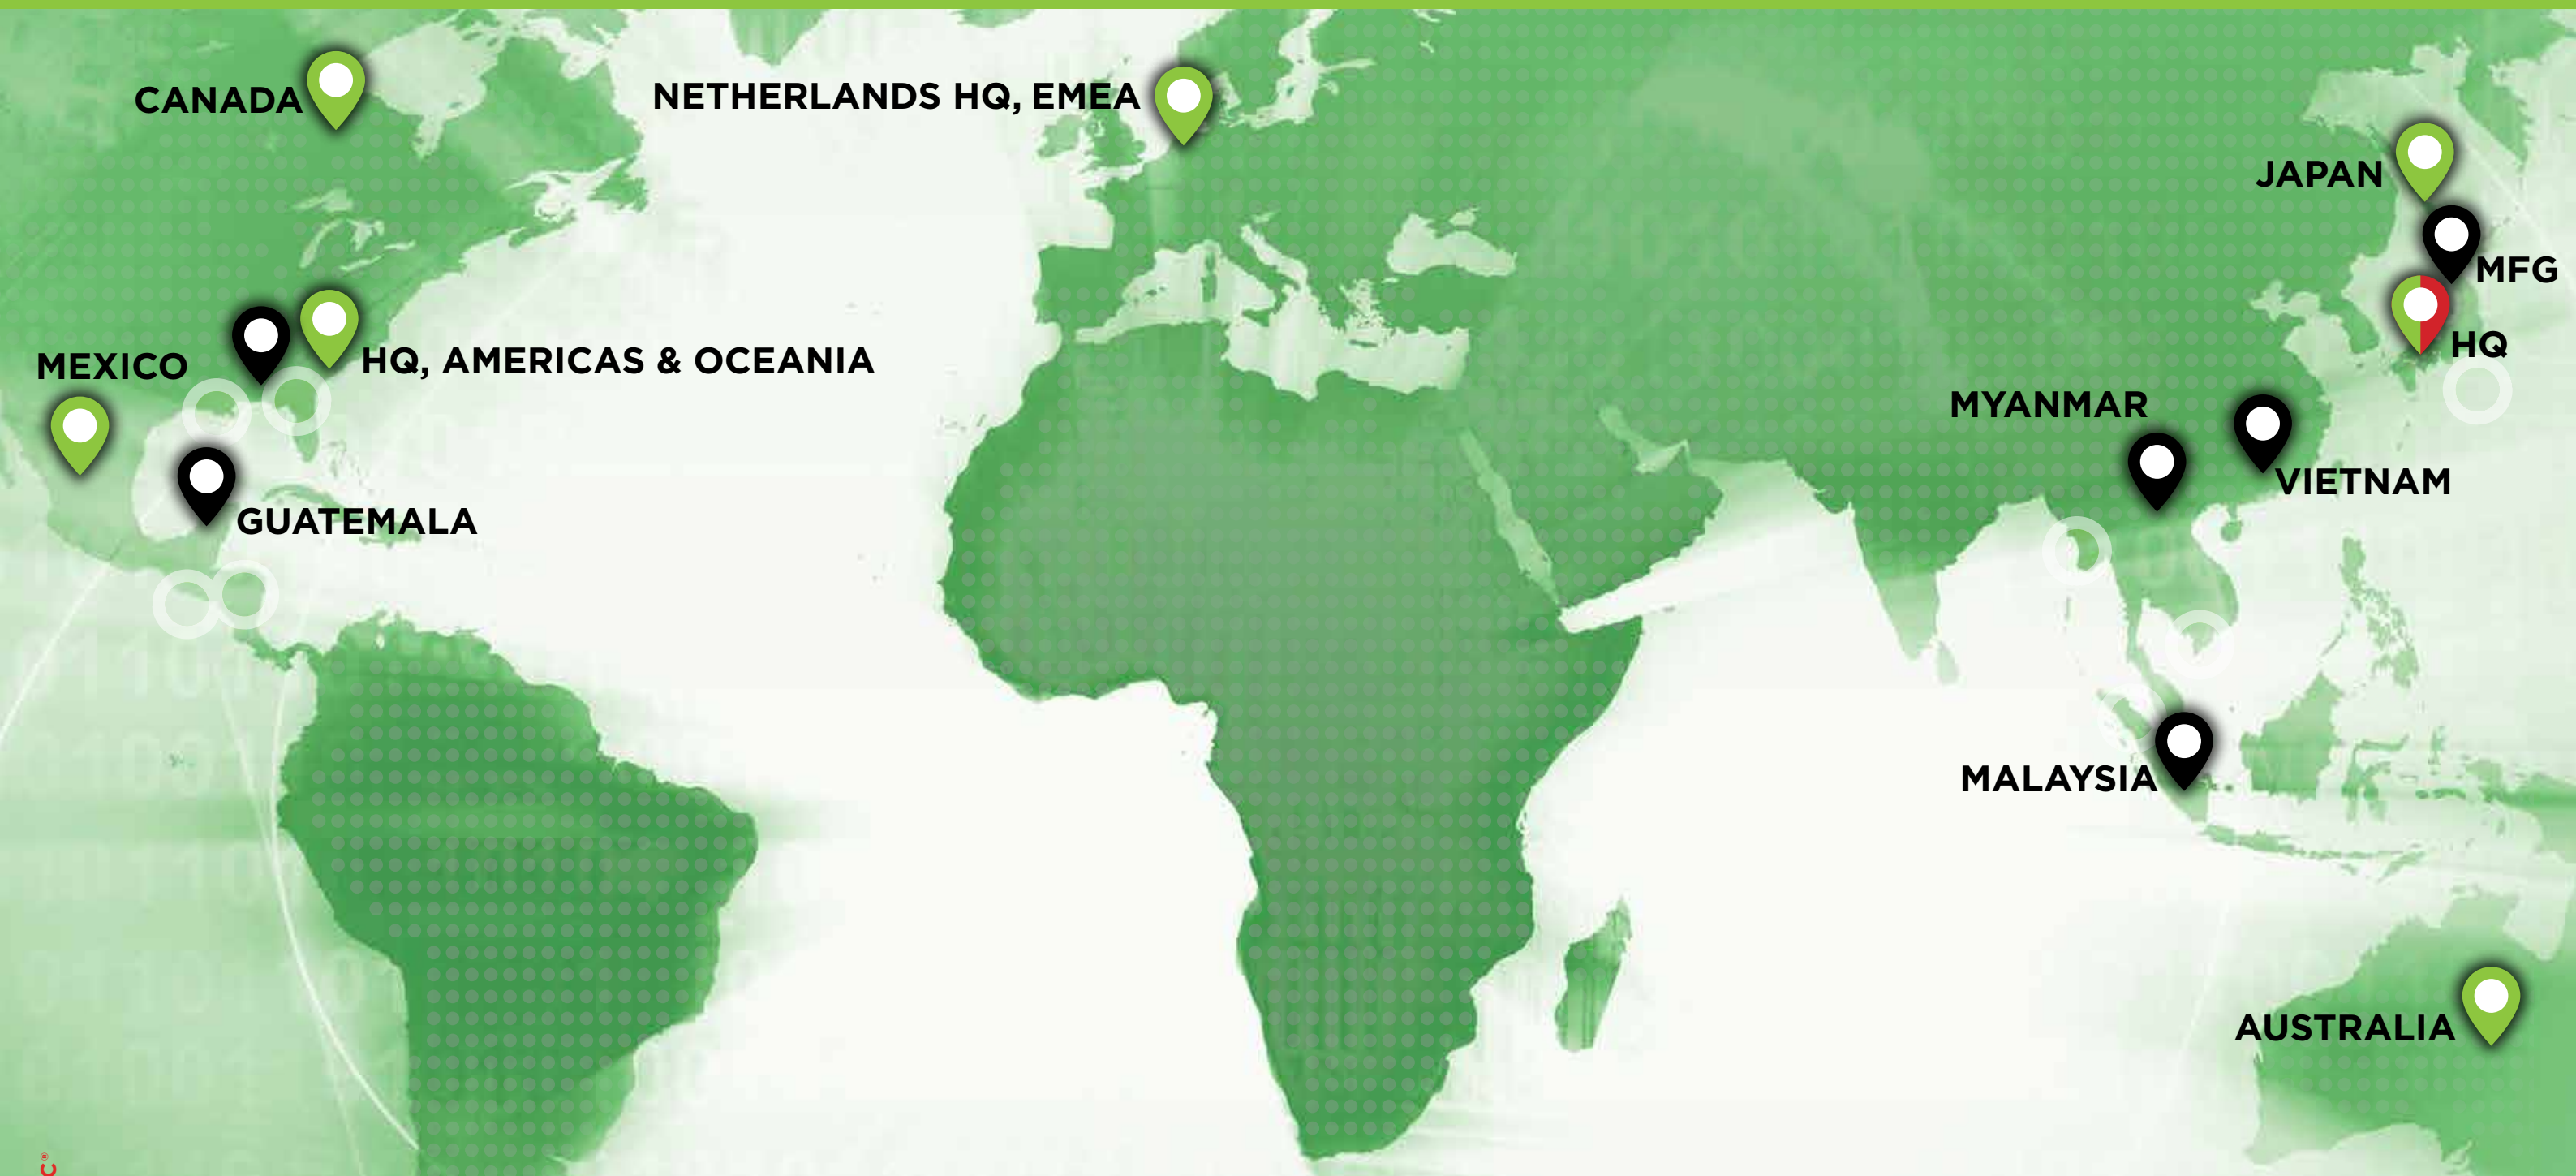 CANADA
NETHERLANDS HQ, EMEA
JAPAN
MFG
HQ
MEXICO
HQ, AMERICAS & OCEANIA
MYANMAR
VIETNAM
GUATEMALA
MALAYSIA
AUSTRALIA